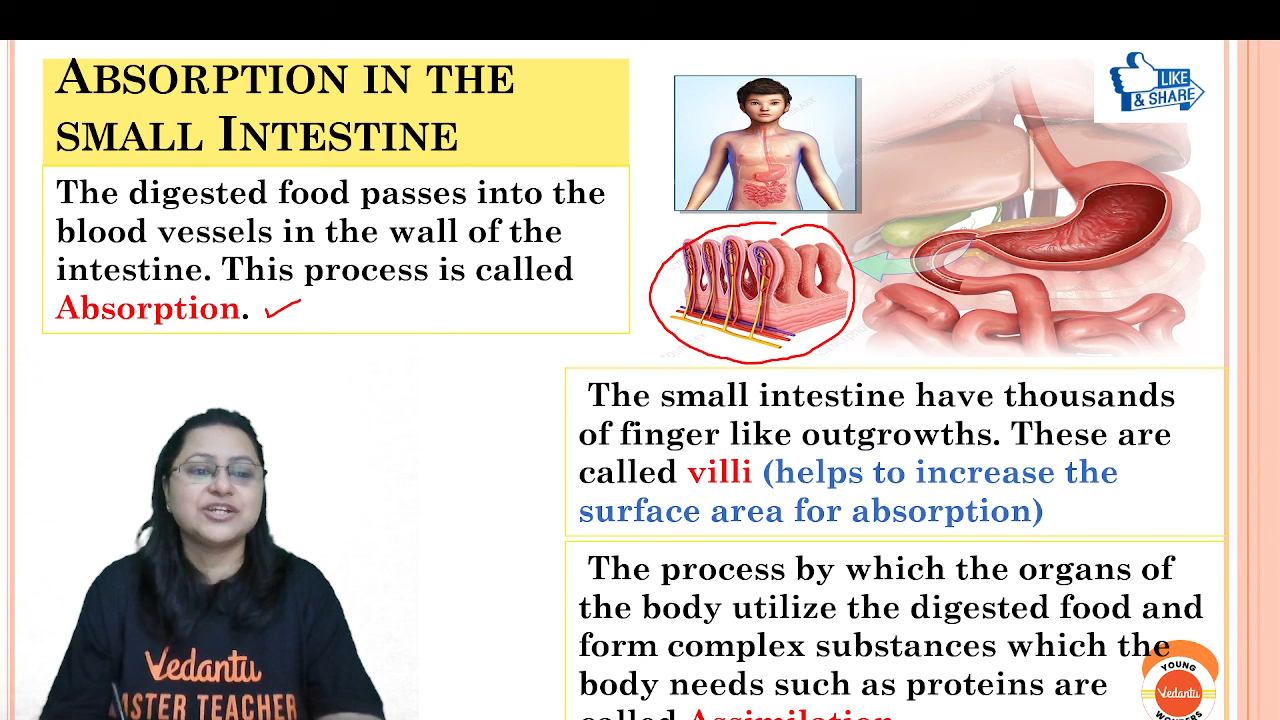 ABSORPTION IN THE
SMALL INTESTINE
The digested food passes into the
blood vessels in the wall of the
intestine. This process is called
Absorption.
LIKE
& SHARE
The small intestine have thousands
of finger like outgrowths. These are
called villi (helps to increase the
surface area for absorption)
The process by which the organs of
the body utilize the digested food and
form complex substances which the
body needs such as proteins are
called Assimilation
Vedantu
MASTER TEACHER
YOUNG
Vedantu
WONDERS